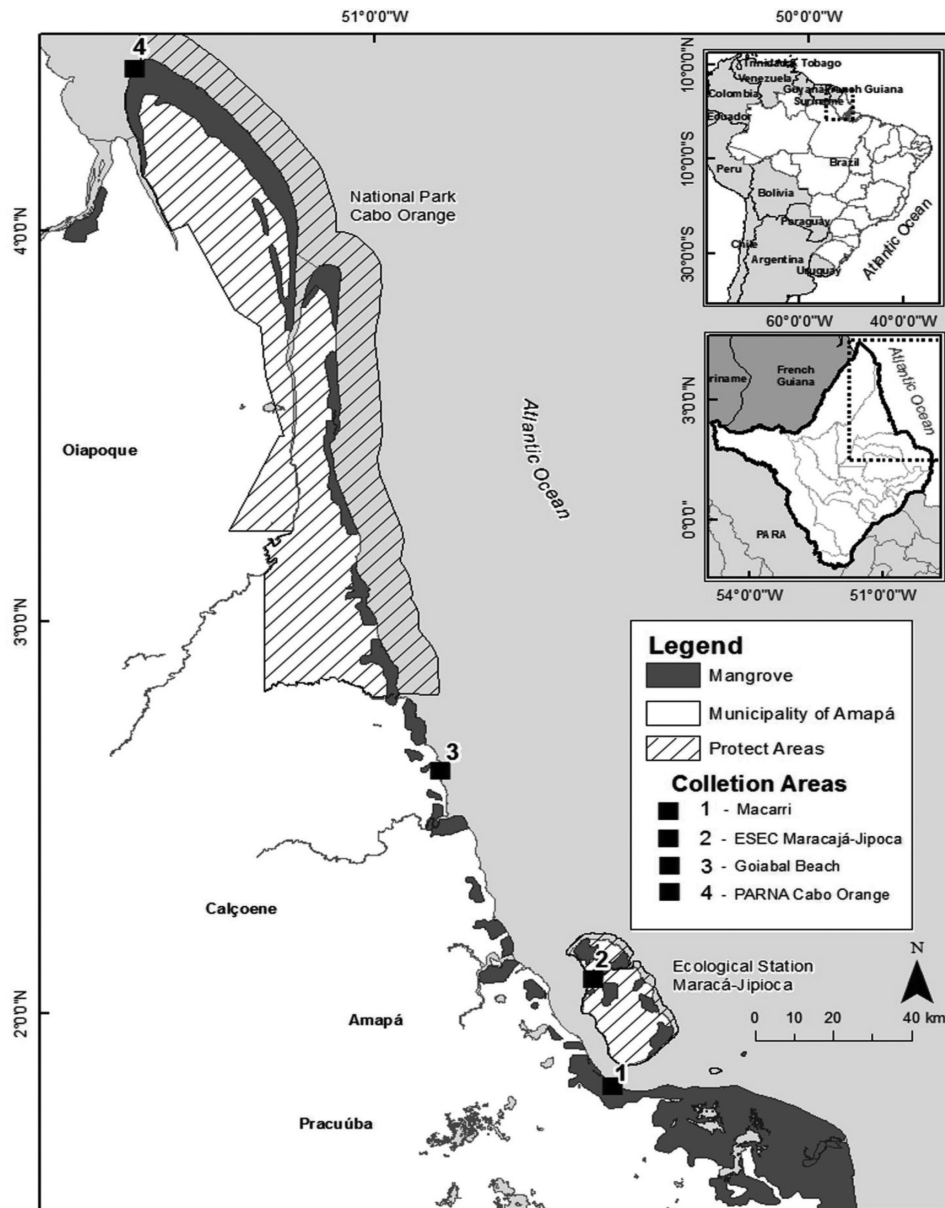 51°0'0"W
50°0'0"W
4
National Park
Cabo Orange
4°0'0"N
Oiapoque
Atlantic Ocean
3°0'0"N
3
Calçoene
2
Ecological Station
Maracá-Jipioca
Amapá
2°0'0"N
1
Pracuúba
N
0 10 20 40 km
10°0'0"N
10°0'0"S
30°0'0"S
Trinidad
Tobago
Venezuela
Guyana
French Guiana
Colombia
Suriname
Ecuador
Brazil
Peru
Bolivia
Paraguay
Chile
Argentina
Uruguay
Atlantic Ocean
60°0'0"W 40°0'0"W
3°0'0"N
0°0'0"
riname
French
Guiana
Atlantic Ocean
PARA
54°0'0"W 51°0'0"W
Legend
Mangrove
Municipality of Amapá
Protect Areas
Colletion Areas
1 - Macarri
2 - ESEC Maracajá-Jipoca
3 - Goiabal Beach
4 - PARNA Cabo Orange